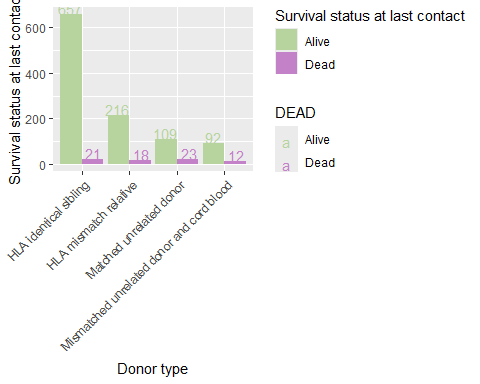 Survival status at last contact
600
400
200
0
657
21
216
18
109
23
92
12
HLA identical sibling
HLA mismatch relative
Matched unrelated donor
Mismatched unrelated donor and cord blood
Donor type
Survival status at last contact
Alive
Dead
DEAD
a Alive
a Dead